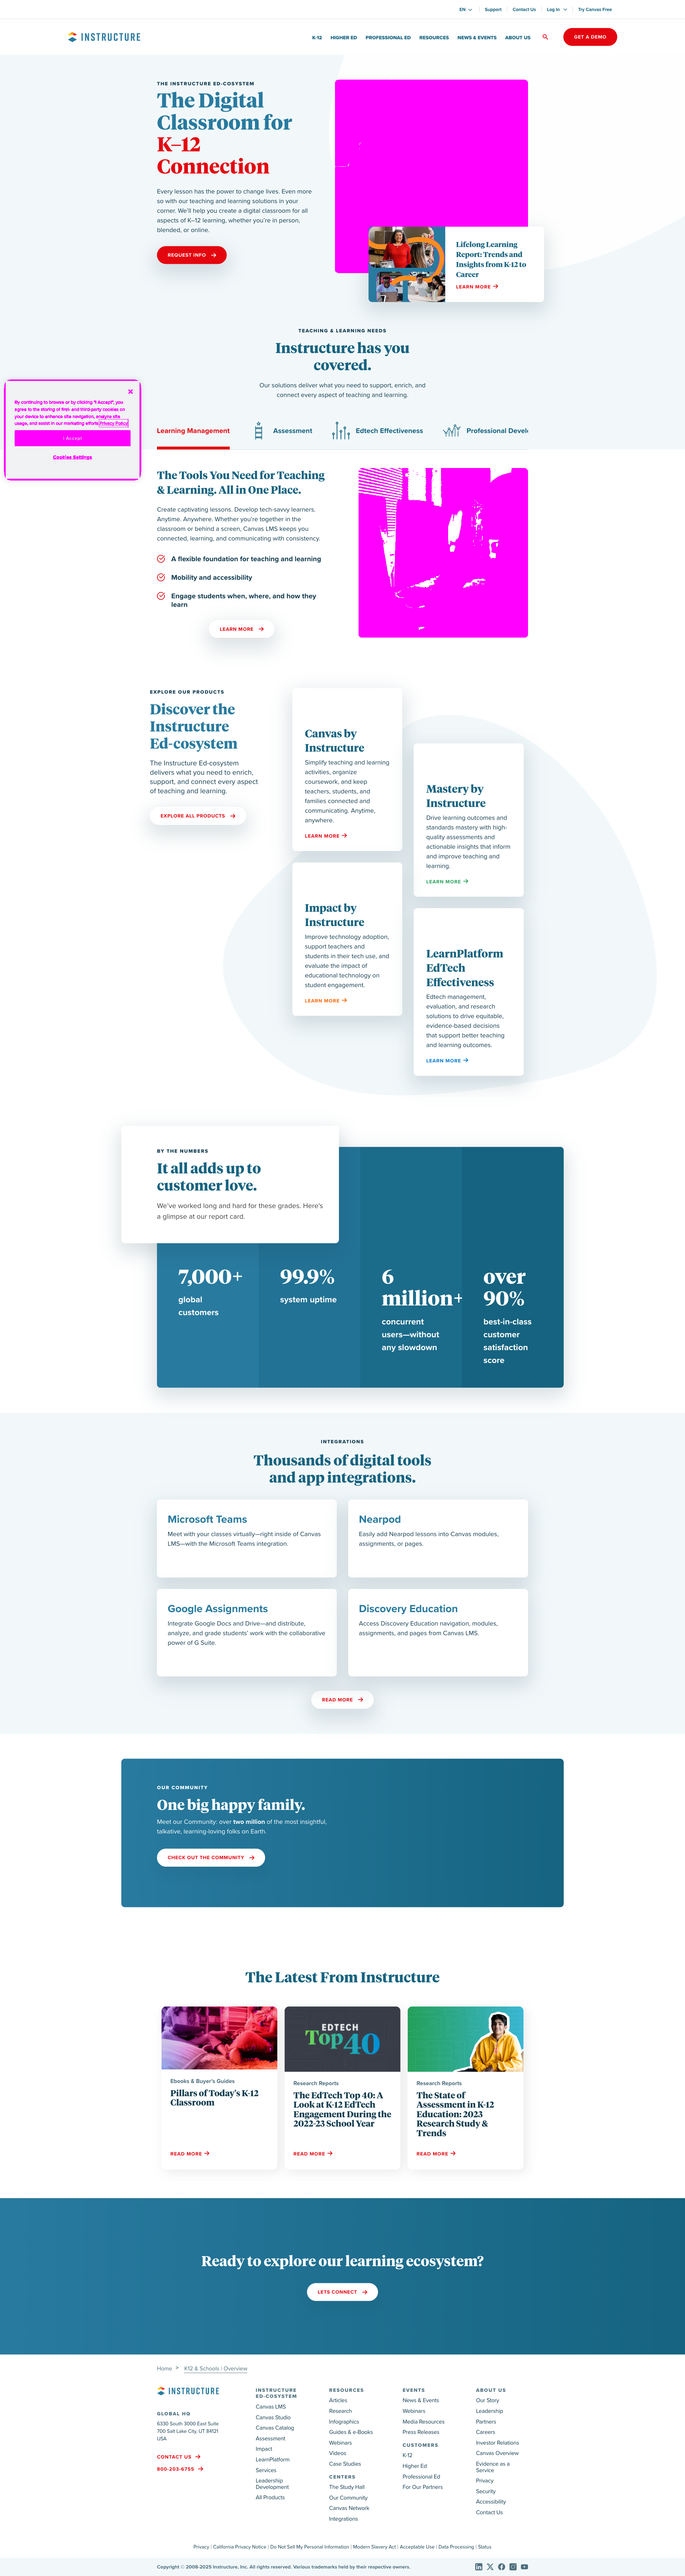 EN
Support
Contact Us
Log In
Try Canvas Free
INSTRUCTURE
K-12
HIGHER ED
PROFESSIONAL ED
RESOURCES
NEWS & EVENTS
ABOUT US
GET A DEMO
THE INSTRUCTURE ED-COSYSTEM
The Digital
Classroom for
K–12
Connection
Every lesson has the power to change lives. Even more
so with our teaching and learning solutions in your
corner. We'll help you create a digital classroom for all
aspects of K–12 learning, whether you're in person,
blended, or online.
REQUEST INFO
Lifelong Learning
Report: Trends and
Insights from K-12 to
Career
LEARN MORE
TEACHING & LEARNING NEEDS
Instructure has you
covered.
Our solutions deliver what you need to support, enrich, and
connect every aspect of teaching and learning.
By continuing to browse or by clicking "I Accept", you
agree to the storing of first- and third-party cookies on
your device to enhance site navigation, analyze site
usage, and assist in our marketing efforts. Privacy Policy
I Accept
Cookies Settings
Learning Management
Assessment
Edtech Effectiveness
Professional Develo
The Tools You Need for Teaching
& Learning. All in One Place.
Create captivating lessons. Develop tech-savvy learners.
Anytime. Anywhere. Whether you're together in the
classroom or behind a screen, Canvas LMS keeps you
connected, learning, and communicating with consistency.
A flexible foundation for teaching and learning
Mobility and accessibility
Engage students when, where, and how they
learn
LEARN MORE
EXPLORE OUR PRODUCTS
Discover the
Instructure
Ed-cosystem
The Instructure Ed-cosystem
delivers what you need to enrich,
support, and connect every aspect
of teaching and learning.
EXPLORE ALL PRODUCTS
Canvas by
Instructure
Simplify teaching and learning
activities, organize
coursework, and keep
teachers, students, and
families connected and
communicating. Anytime,
anywhere.
LEARN MORE
Mastery by
Instructure
Drive learning outcomes and
standards mastery with high-
quality assessments and
actionable insights that inform
and improve teaching and
learning.
LEARN MORE
Impact by
Instructure
Improve technology adoption,
support teachers and
students in their tech use, and
evaluate the impact of
educational technology on
student engagement.
LEARN MORE
LearnPlatform
EdTech
Effectiveness
Edtech management,
evaluation, and research
solutions to drive equitable,
evidence-based decisions
that support better teaching
and learning outcomes.
LEARN MORE
BY THE NUMBERS
It all adds up to
customer love.
We've worked long and hard for these grades. Here's
a glimpse at our report card.
7,000+
global
customers
99.9%
system uptime
6
million+
concurrent
users—without
any slowdown
over
90%
best-in-class
customer
satisfaction
score
INTEGRATIONS
Thousands of digital tools
and app integrations.
Microsoft Teams
Meet with your classes virtually—right inside of Canvas
LMS—with the Microsoft Teams integration.
Nearpod
Easily add Nearpod lessons into Canvas modules,
assignments, or pages.
Google Assignments
Integrate Google Docs and Drive—and distribute,
analyze, and grade students' work with the collaborative
power of G Suite.
Discovery Education
Access Discovery Education navigation, modules,
assignments, and pages from Canvas LMS.
READ MORE
OUR COMMUNITY
One big happy family.
Meet our Community: over two million of the most insightful,
talkative, learning-loving folks on Earth.
CHECK OUT THE COMMUNITY
The Latest From Instructure
Ebooks & Buyer's Guides
Pillars of Today's K-12
Classroom
READ MORE
EDTECH
Top 40
Research Reports
The EdTech Top 40: A
Look at K-12 EdTech
Engagement During the
2022-23 School Year
READ MORE
Research Reports
The State of
Assessment in K-12
Education: 2023
Research Study &
Trends
READ MORE
Ready to explore our learning ecosystem?
LETS CONNECT
Home > K12 & Schools | Overview
INSTRUCTURE
GLOBAL HQ
6330 South 3000 East Suite
700 Salt Lake City, UT 84121
USA
CONTACT US
800-203-6755
INSTRUCTURE
ED-COSYSTEM
Canvas LMS
Canvas Studio
Canvas Catalog
Assessment
Impact
LearnPlatform
Services
Leadership
Development
All Products
RESOURCES
Articles
Research
Infographics
Guides & e-Books
Webinars
Videos
Case Studies
CENTERS
The Study Hall
Our Community
Canvas Network
Integrations
EVENTS
News & Events
Webinars
Media Resources
Press Releases
CUSTOMERS
K-12
Higher Ed
Professional Ed
For Our Partners
ABOUT US
Our Story
Leadership
Partners
Careers
Investor Relations
Canvas Overview
Evidence as a
Service
Privacy
Security
Accessibility
Contact Us
Privacy | California Privacy Notice | Do Not Sell My Personal Information | Modern Slavery Act | Acceptable Use | Data Processing | Status
Copyright © 2008-2025 Instructure, Inc. All rights reserved. Various trademarks held by their respective owners.